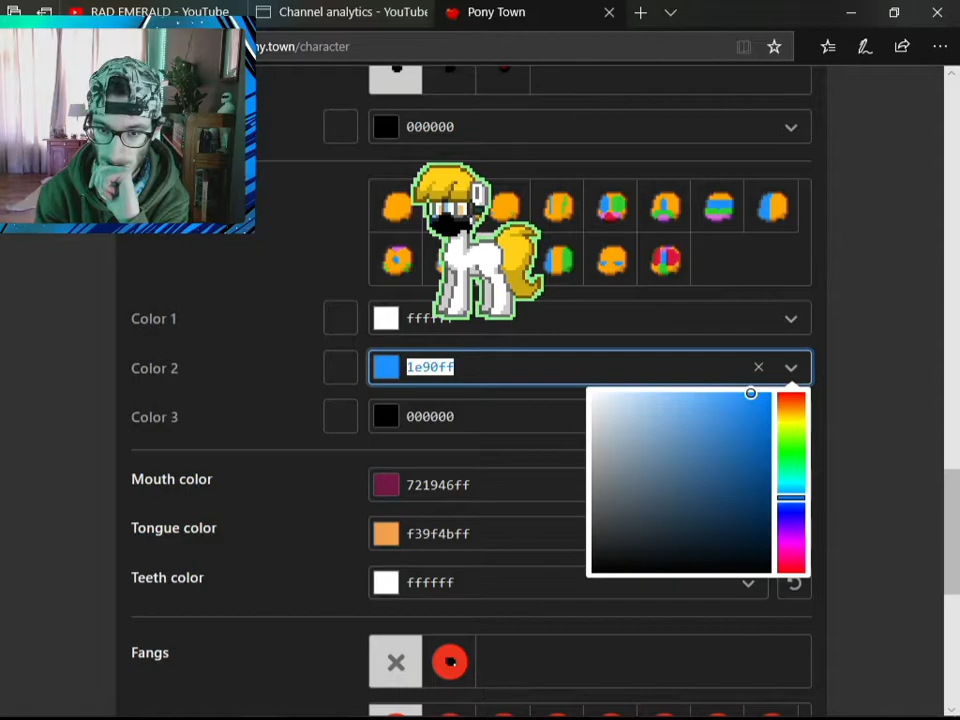 RAD EMERALD - YouTube
Channel analytics - YouTube
Pony Town
ny.town/character
000000
Color 1
ffffff
Color 2
1e90ff
Color 3
000000
Mouth color
721946ff
Tongue color
f39f4bff
Teeth color
ffffff
Fangs